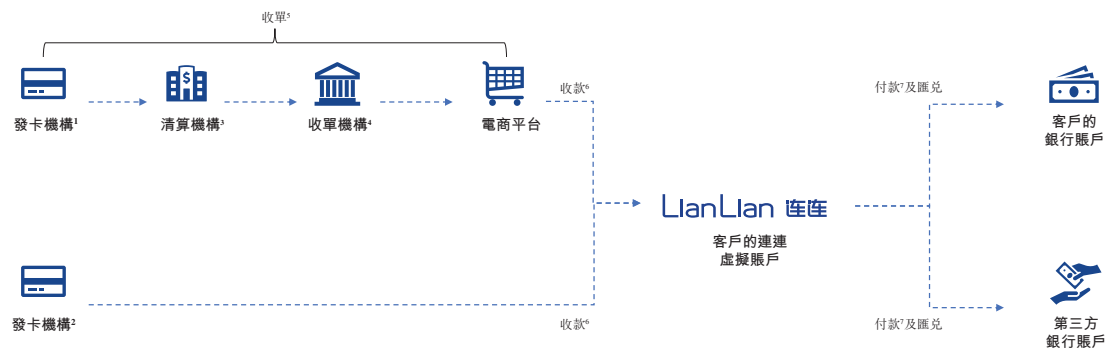 收單⁵
發卡機構¹
清算機構³
收單機構⁴
電商平台
收款⁶
付款⁷及匯兌
客戶的
銀行賬戶
LianLian 连连
客戶的連連
虛擬賬戶
發卡機構²
收款⁶
付款⁷及匯兌
第三方
銀行賬戶